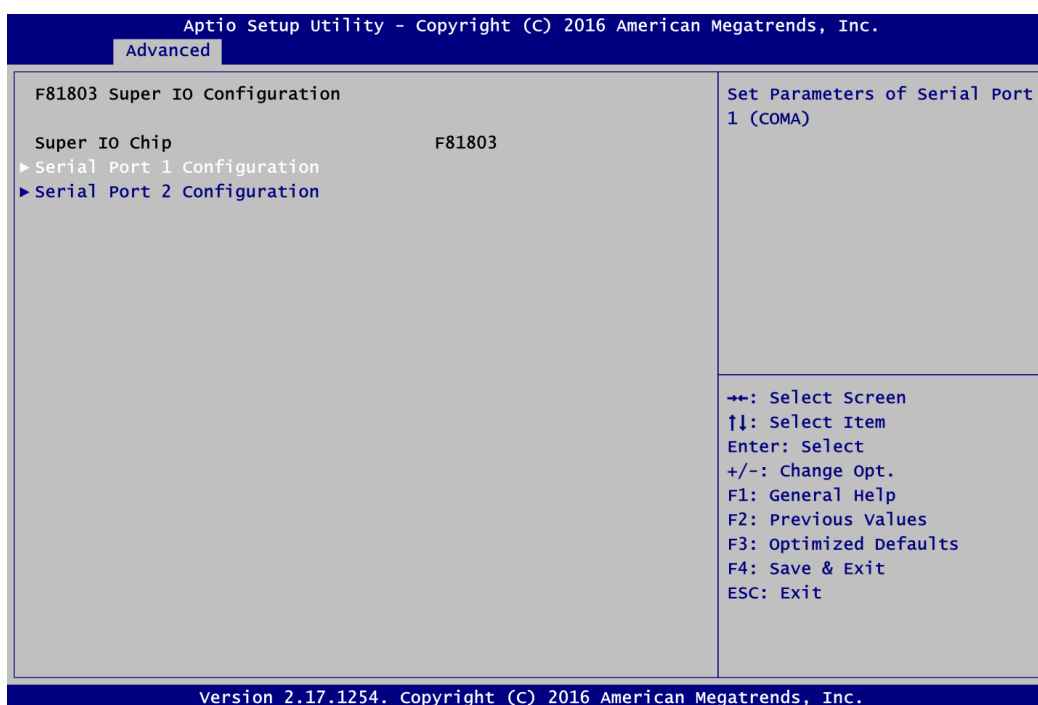 Aptio Setup Utility - Copyright (C) 2016 American Megatrends, Inc.
Advanced
F81803 Super IO Configuration
Super IO Chip F81803
►Serial Port 1 Configuration
►Serial Port 2 Configuration
Set Parameters of Serial Port
1 (COMA)
→←: Select Screen
↑↓: Select Item
Enter: Select
+/-: Change Opt.
F1: General Help
F2: Previous Values
F3: Optimized Defaults
F4: Save & Exit
ESC: Exit
Version 2.17.1254. Copyright (C) 2016 American Megatrends, Inc.